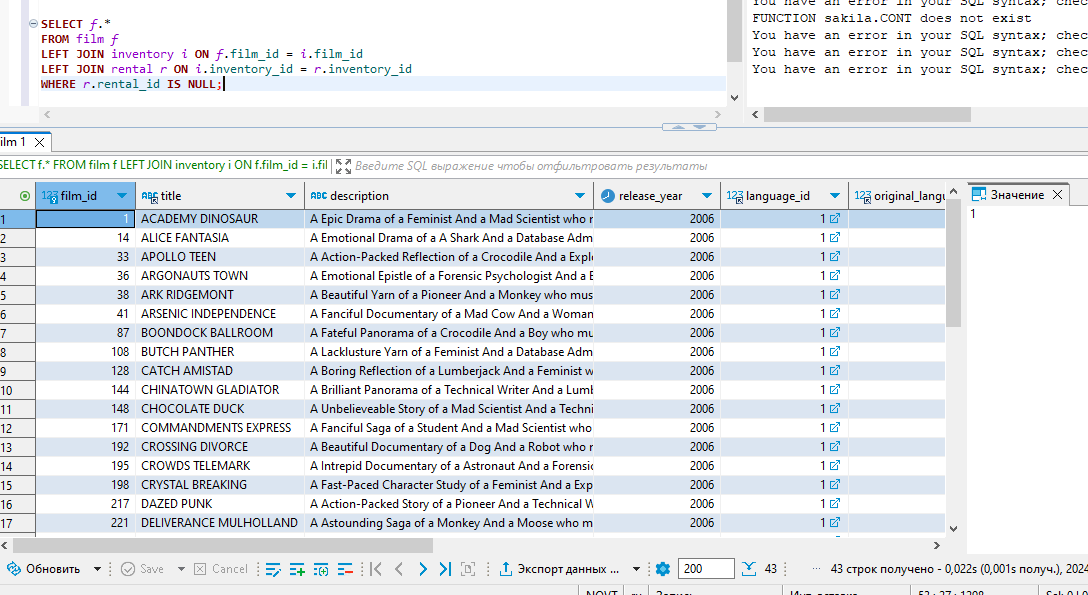 You have an error in your SQL syntax; chec
SELECT f.*
FUNCTION sakila.CONT does not exist
FROM film f
You have an error in your SQL syntax; chec
LEFT JOIN inventory i ON f.film_id = i.film_id
You have an error in your SQL syntax; chec
LEFT JOIN rental r ON i.inventory_id = r.inventory_id
You have an error in your SQL syntax; chec
WHERE r.rental_id IS NULL;
ilm 1
SELECT f.* FROM film f LEFT JOIN inventory i ON f.film_id = i.fil Введите SQL выражение чтобы отфильтровать результаты
123 film_id ABC title ABC description release_year 123 language_id 123 original_langu Значение
1 1 ACADEMY DINOSAUR A Epic Drama of a Feminist And a Mad Scientist who r 2006 1 1
2 14 ALICE FANTASIA A Emotional Drama of a A Shark And a Database Adm 2006 1
3 33 APOLLO TEEN A Action-Packed Reflection of a Crocodile And a Explo 2006 1
4 36 ARGONAUTS TOWN A Emotional Epistle of a Forensic Psychologist And a E 2006 1
5 38 ARK RIDGEMONT A Beautiful Yarn of a Pioneer And a Monkey who mus 2006 1
6 41 ARSENIC INDEPENDENCE A Fanciful Documentary of a Mad Cow And a Woman 2006 1
7 87 BOONDOCK BALLROOM A Fateful Panorama of a Crocodile And a Boy who mu 2006 1
8 108 BUTCH PANTHER A Lacklusture Yarn of a Feminist And a Database Adm 2006 1
9 128 CATCH AMISTAD A Boring Reflection of a Lumberjack And a Feminist w 2006 1
10 144 CHINATOWN GLADIATOR A Brilliant Panorama of a Technical Writer And a Lumb 2006 1
11 148 CHOCOLATE DUCK A Unbelieveable Story of a Mad Scientist And a Techni 2006 1
12 171 COMMANDMENTS EXPRESS A Fanciful Saga of a Student And a Mad Scientist who 2006 1
13 192 CROSSING DIVORCE A Beautiful Documentary of a Dog And a Robot who r 2006 1
14 195 CROWDS TELEMARK A Intrepid Documentary of a Astronaut And a Forensic 2006 1
15 198 CRYSTAL BREAKING A Fast-Paced Character Study of a Feminist And a Exp 2006 1
16 217 DAZED PUNK A Action-Packed Story of a Pioneer And a Technical W 2006 1
17 221 DELIVERANCE MULHOLLAND A Astounding Saga of a Monkey And a Moose who m 2006 1
Обновить Save Cancel Экспорт данных ... 200 43 ... 43 строк получено - 0,022s (0,001s получ.), 2024